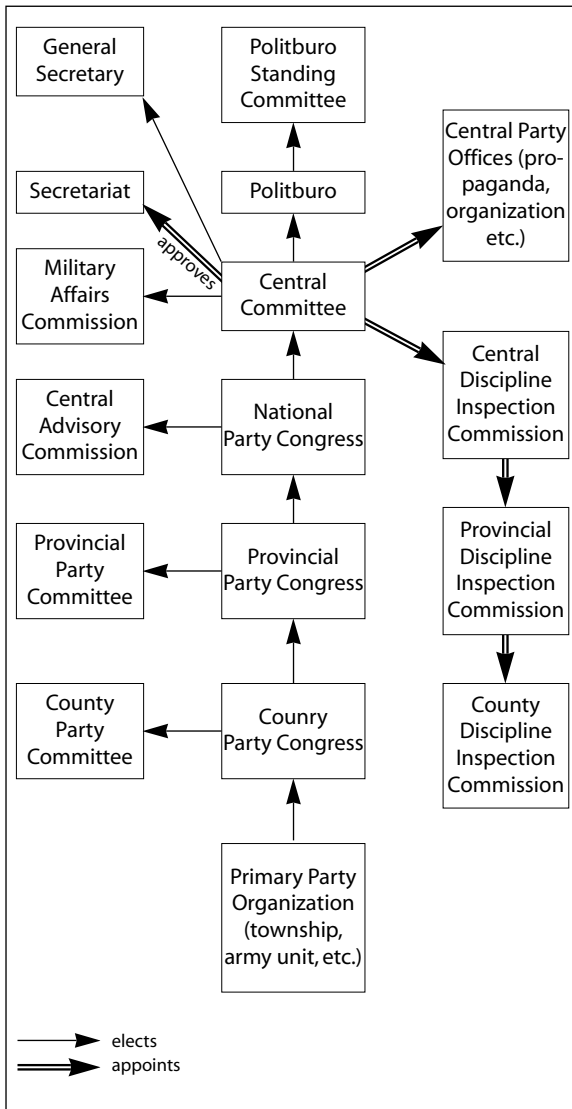 General
Secretary
Politburo
Standing
Committee
Central Party
Offices (pro-
paganda,
organization
etc.)
Secretariat
Politburo
approves
Military
Affairs
Commission
Central
Committee
Central
Discipline
Inspection
Commission
Central
Advisory
Commission
National
Party Congress
Provincial
Party
Committee
Provincial
Party Congress
Provincial
Discipline
Inspection
Commission
County
Party
Committee
Counry
Party Congress
County
Discipline
Inspection
Commission
Primary Party
Organization
(township,
army unit, etc.)
elects
appoints